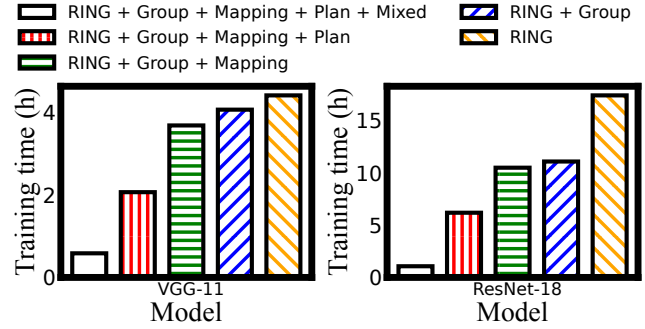 RING + Group + Mapping + Plan + Mixed
RING + Group + Mapping + Plan
RING + Group + Mapping
RING + Group
RING
Training time (h)
4
2
0
VGG-11
Model
Training time (h)
15
10
5
0
ResNet-18
Model